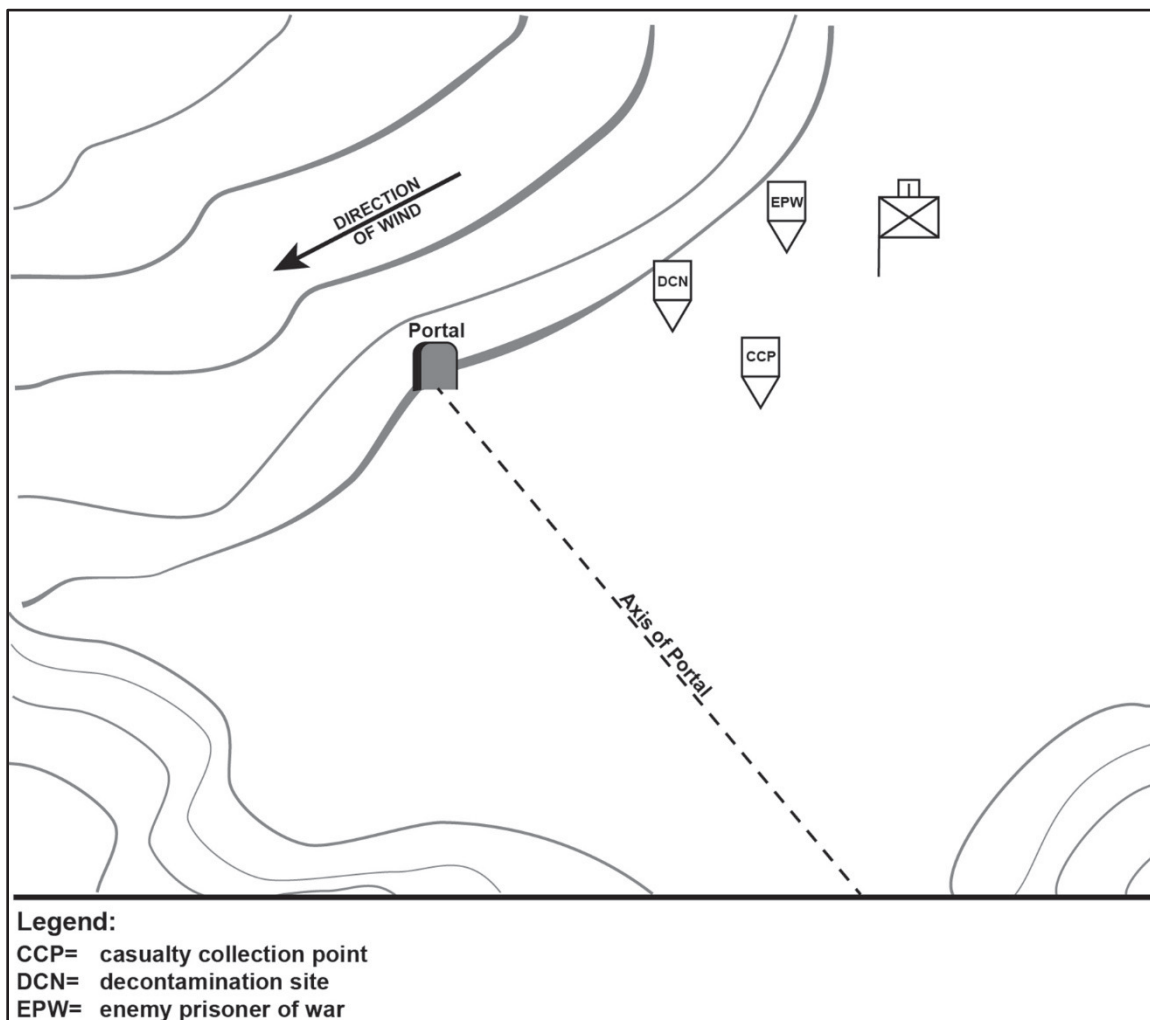 DIRECTION
OF WIND
EPW
DCN
Portal
CCP
Axis of Portal
Legend:
CCP= casualty collection point
DCN= decontamination site
EPW= enemy prisoner of war